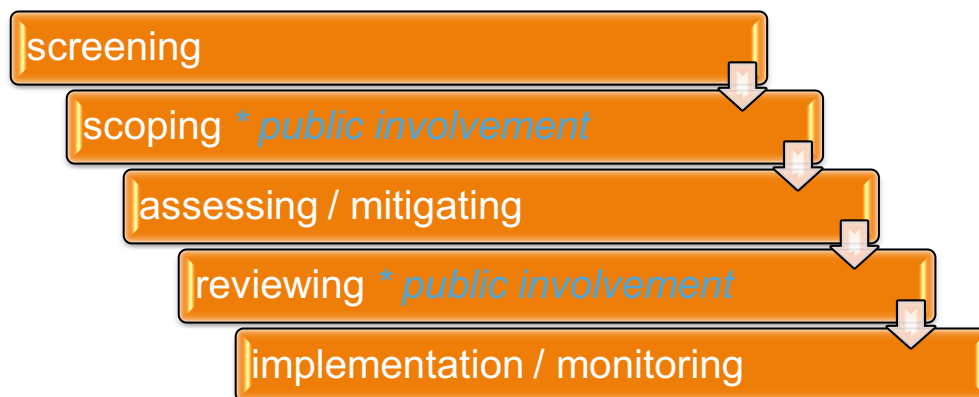 screening
scoping * public involvement
assessing / mitigating
reviewing * public involvement
implementation / monitoring